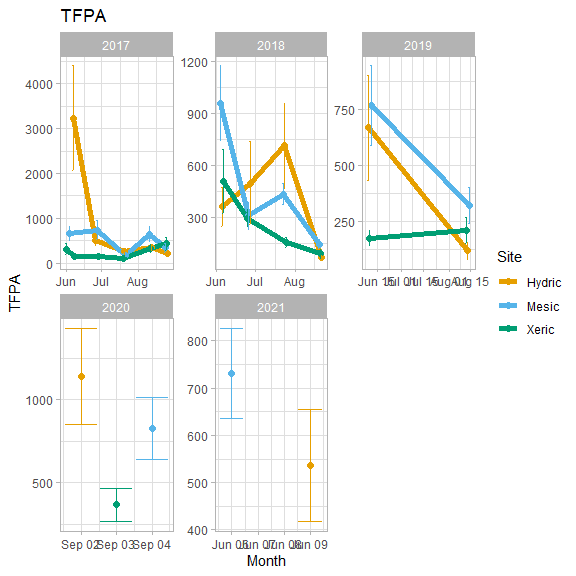 TFPA
2017 2018 2019
4000 3000 2000 1000 0
1200 900 600 300
750 500 250
Jun Jul Aug
Jun Jul Aug
Jun 15 Jul 01 Jul 15 Aug 01 Aug 15
TFPA
Site
Hydric
Mesic
Xeric
2020 2021
1000 500
800 700 600 500 400
Sep 02 Sep 03 Sep 04
Jun 06 Jun 07 Jun 08 Jun 09
Month